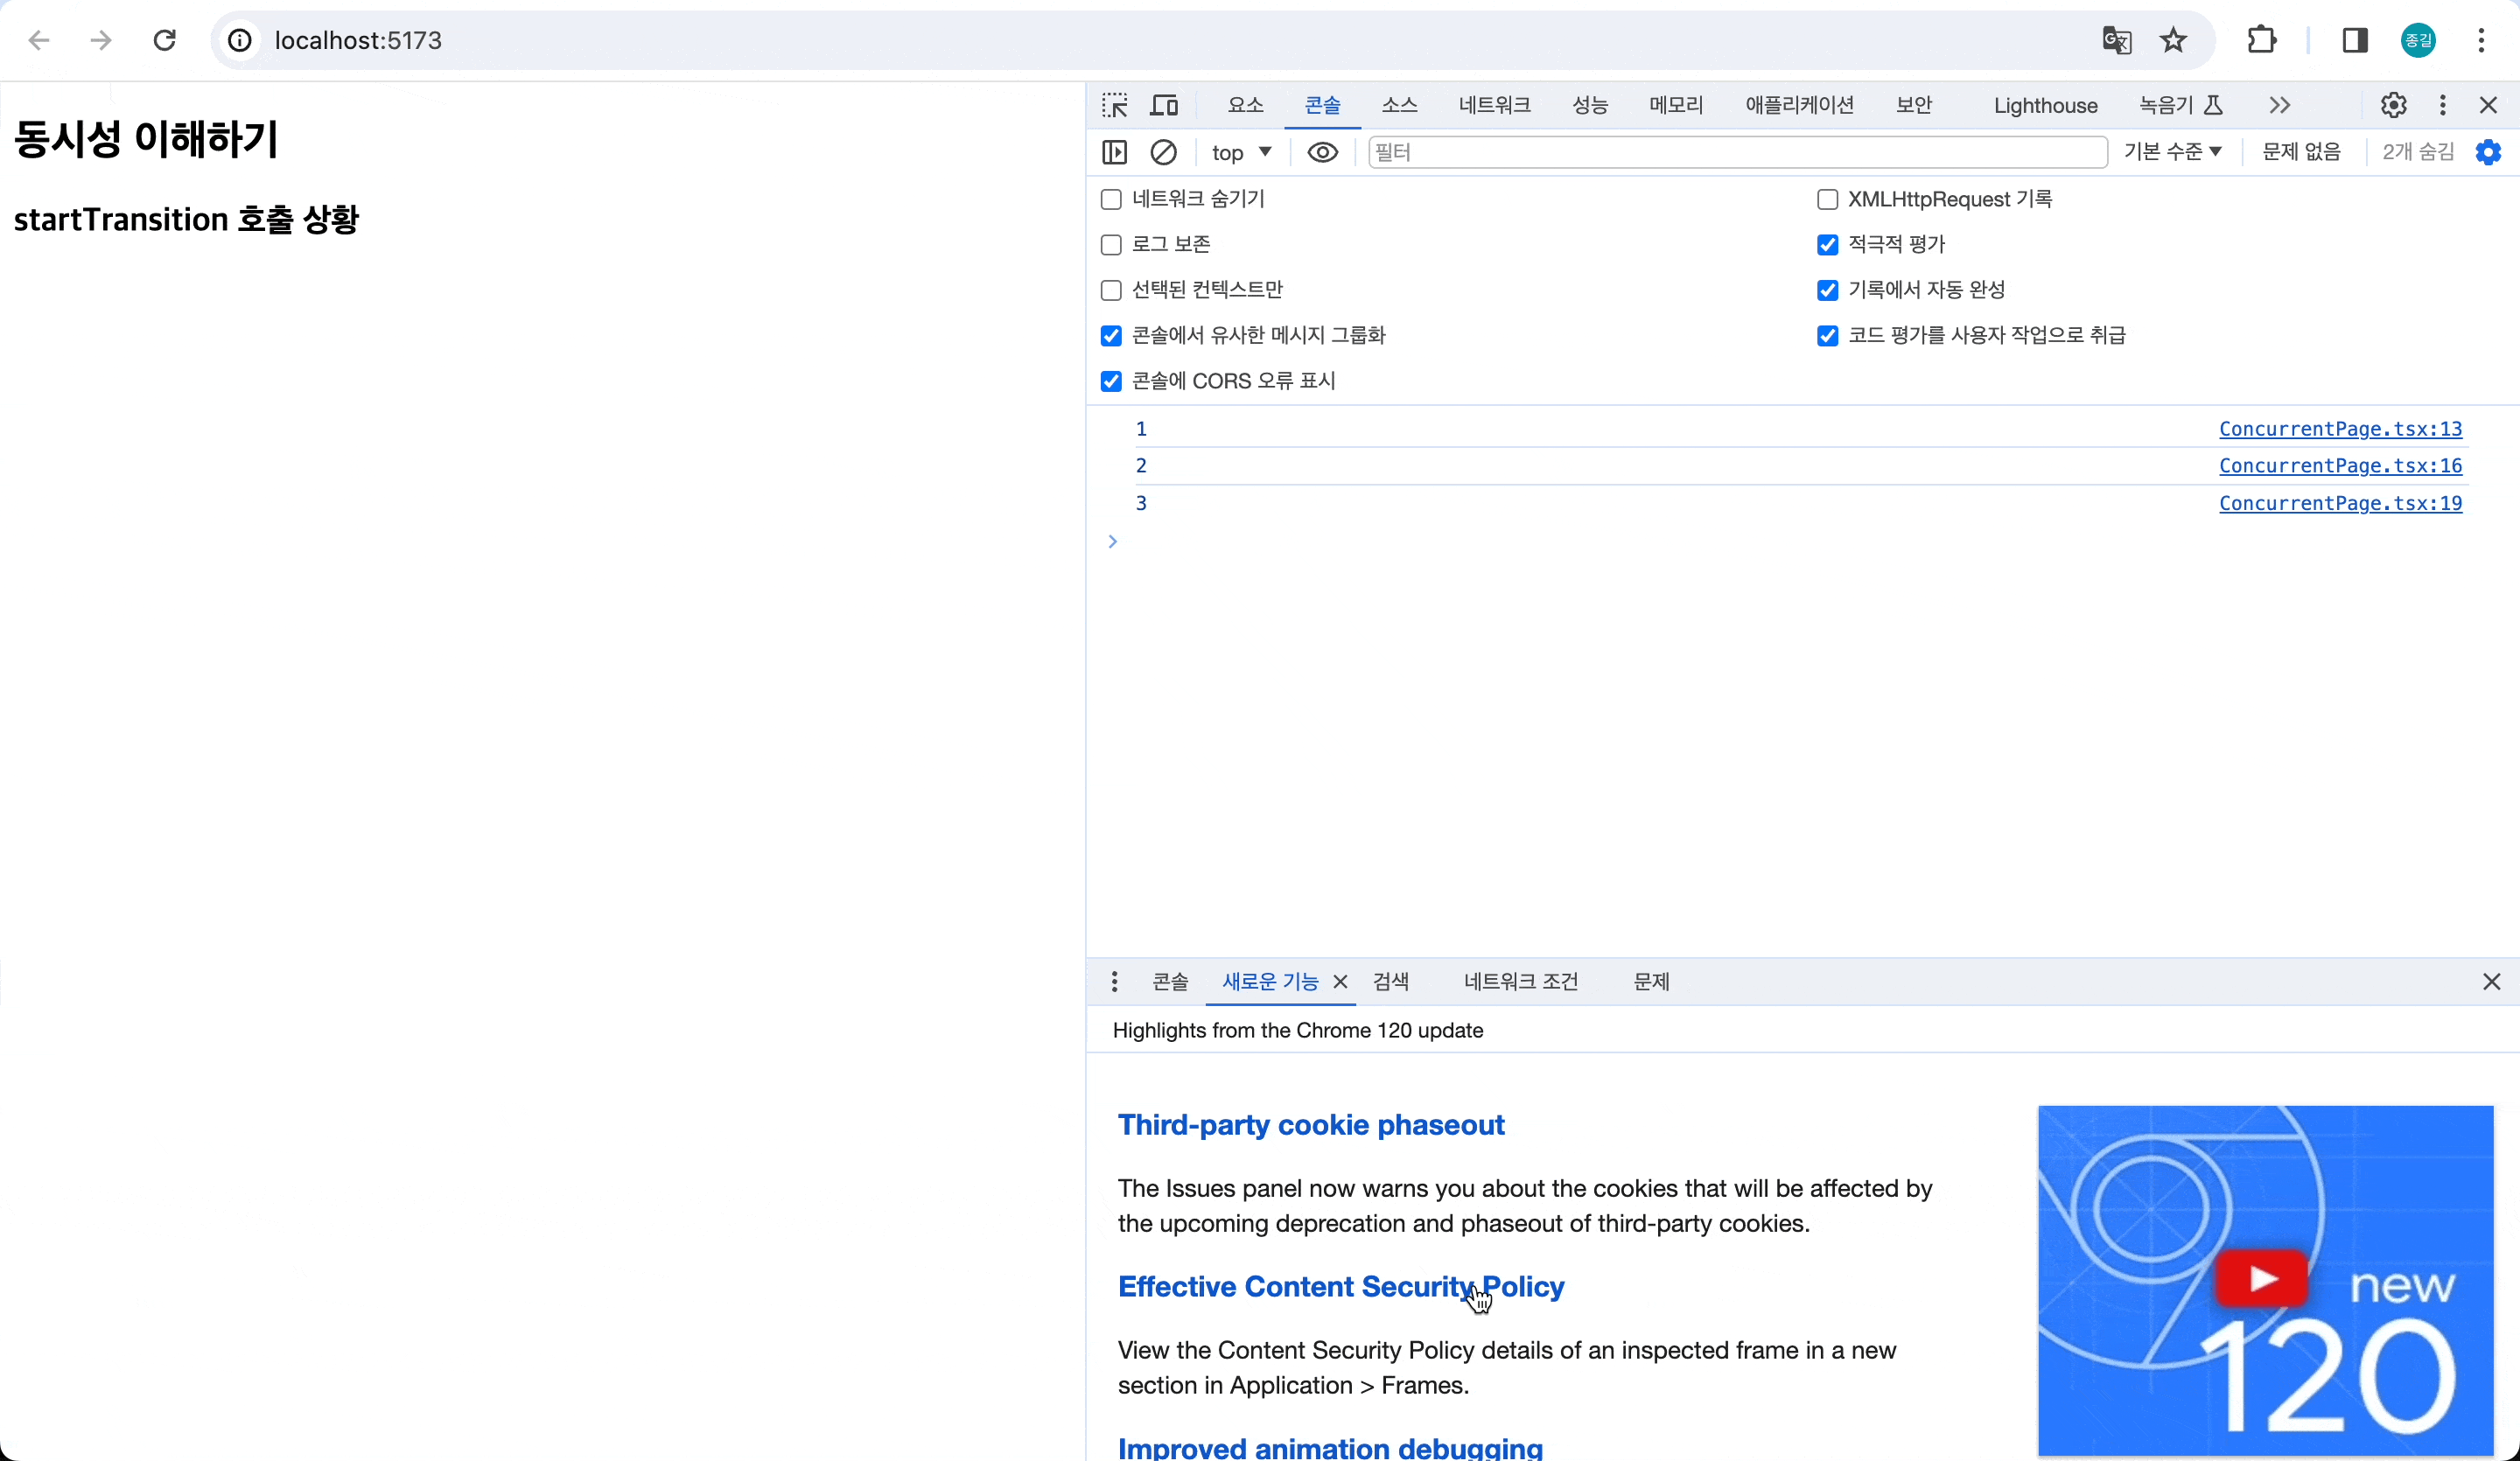 localhost:5173
종길
동시성 이해하기
startTransition 호출 상황
요소 콘솔 소스 네트워크 성능 메모리 애플리케이션 보안 Lighthouse 녹음기
top 필터 기본 수준 문제 없음 2개 숨김
네트워크 숨기기 XMLHttpRequest 기록
로그 보존 적극적 평가
선택된 컨텍스트만 기록에서 자동 완성
콘솔에서 유사한 메시지 그룹화 코드 평가를 사용자 작업으로 취급
콘솔에 CORS 오류 표시
1 ConcurrentPage.tsx:13
2 ConcurrentPage.tsx:16
3 ConcurrentPage.tsx:19
콘솔 새로운 기능 검색 네트워크 조건 문제
Highlights from the Chrome 120 update
Third-party cookie phaseout
The Issues panel now warns you about the cookies that will be affected by
the upcoming deprecation and phaseout of third-party cookies.
Effective Content Security Policy
View the Content Security Policy details of an inspected frame in a new
section in Application > Frames.
Improved animation debugging
new
120